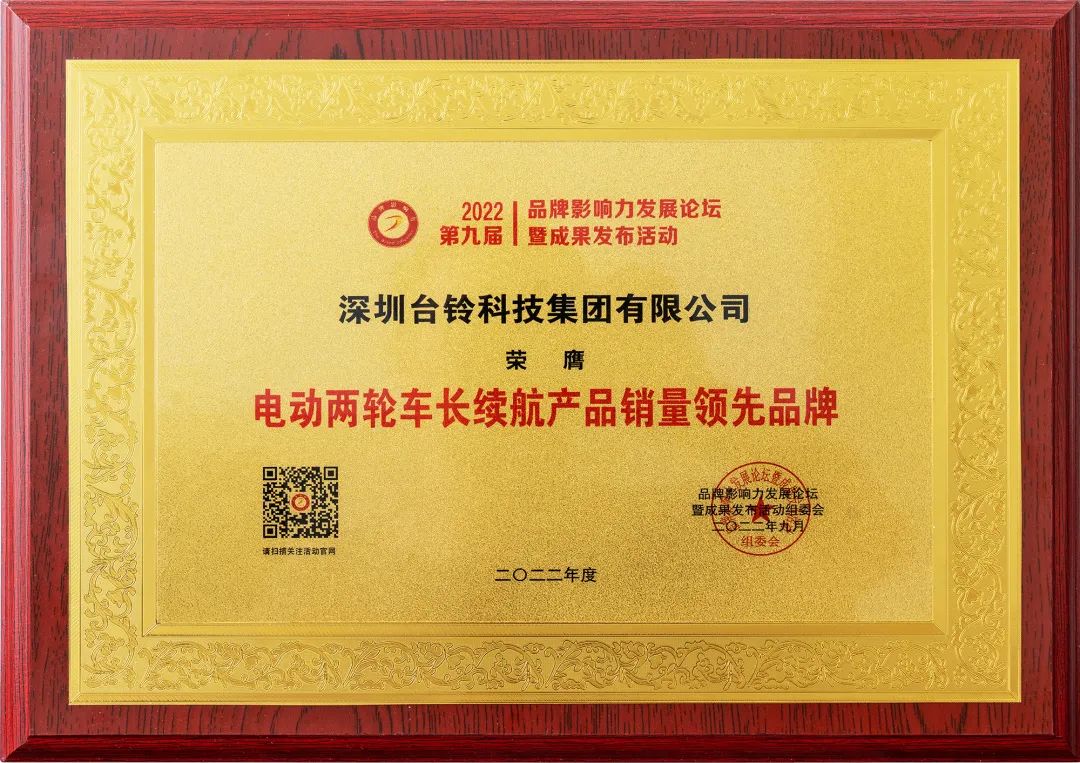 2022
第九届
品牌影响力发展论坛
暨成果发布活动
深圳台铃科技集团有限公司
荣 膺
电动两轮车长续航产品销量领先品牌
请扫描关注活动官网
品牌影响力发展论坛
暨成果发布活动组委会
二〇二二年九月
组委会
二〇二二年度